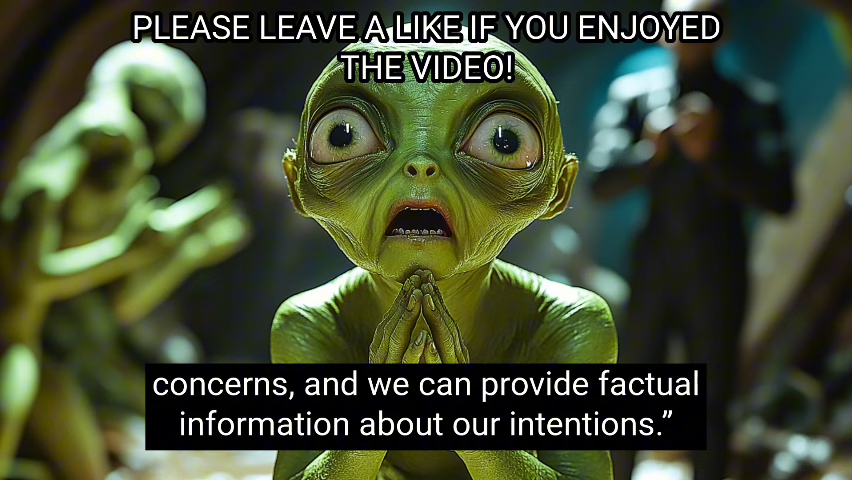 PLEASE LEAVE A LIKE IF YOU ENJOYED
THE VIDEO!
concerns, and we can provide factual
information about our intentions.”